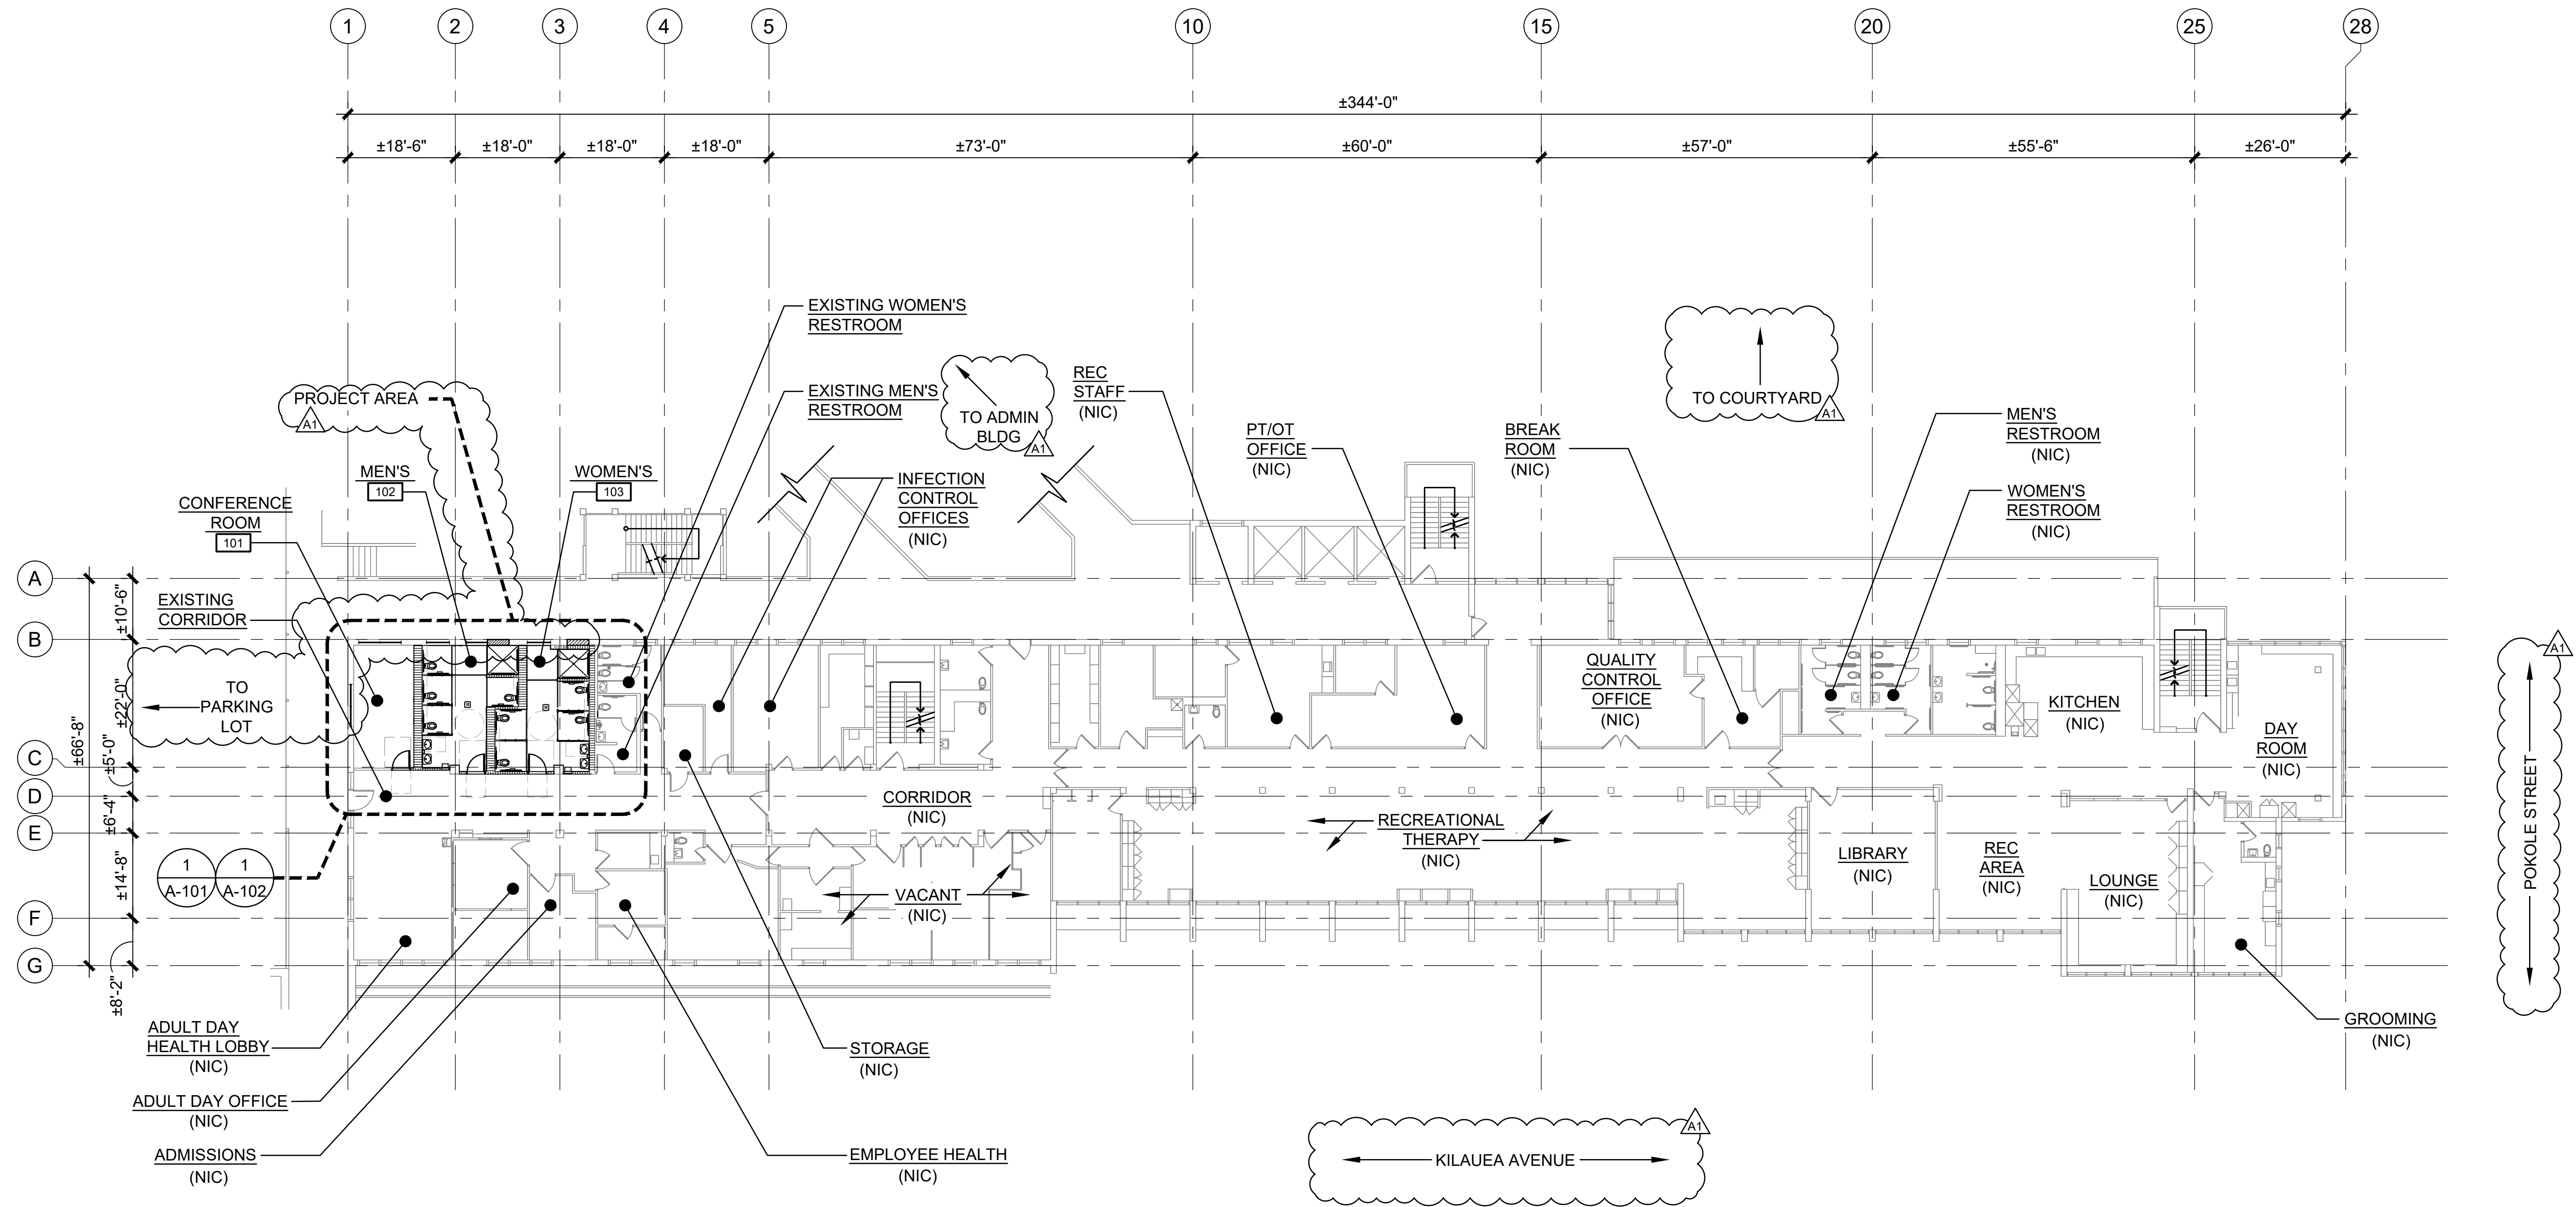 1
2
3
4
5
10
15
20
25
28
±344'-0"
±18'-6"
±18'-0"
±18'-0"
±18'-0"
±73'-0"
±60'-0"
±57'-0"
±55'-6"
±26'-0"
EXISTING WOMEN'S
RESTROOM
EXISTING MEN'S
RESTROOM
PROJECT AREA
A1
TO ADMIN
BLDG
A1
REC
STAFF
(NIC)
TO COURTYARD
A1
PT/OT
OFFICE
(NIC)
BREAK
ROOM
(NIC)
MEN'S
RESTROOM
(NIC)
WOMEN'S
RESTROOM
(NIC)
MEN'S
102
WOMEN'S
103
INFECTION
CONTROL
OFFICES
(NIC)
CONFERENCE
ROOM
101
EXISTING
CORRIDOR
A
B
C
D
E
F
G
±66'-8"
±10'-6"
±22'-0"
±5'-0"
±6'-4"
±14'-8"
±8'-2"
TO
PARKING
LOT
QUALITY
CONTROL
OFFICE
(NIC)
KITCHEN
(NIC)
DAY
ROOM
(NIC)
CORRIDOR
(NIC)
RECREATIONAL
THERAPY
(NIC)
LIBRARY
(NIC)
REC
AREA
(NIC)
LOUNGE
(NIC)
VACANT
(NIC)
1
A-101
1
A-102
A1
POKOLE STREET
ADULT DAY
HEALTH LOBBY
(NIC)
ADULT DAY OFFICE
(NIC)
ADMISSIONS
(NIC)
STORAGE
(NIC)
EMPLOYEE HEALTH
(NIC)
GROOMING
(NIC)
A1
KILAUEA AVENUE